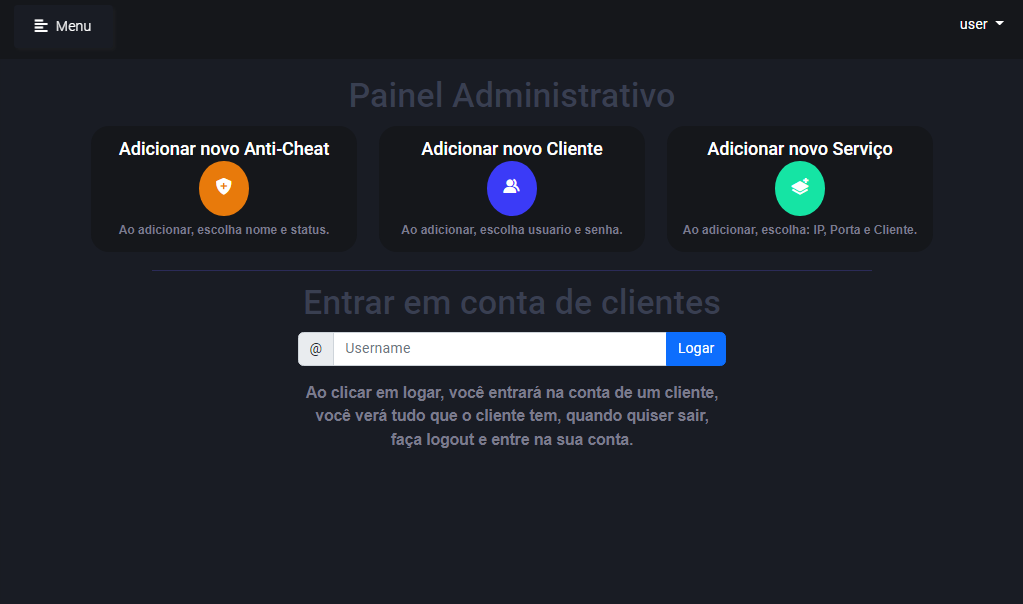 Menu
user
Painel Administrativo
Adicionar novo Anti-Cheat
Ao adicionar, escolha nome e status.
Adicionar novo Cliente
Ao adicionar, escolha usuario e senha.
Adicionar novo Serviço
Ao adicionar, escolha: IP, Porta e Cliente.
Entrar em conta de clientes
@ Username Logar
Ao clicar em logar, você entrará na conta de um cliente,
você verá tudo que o cliente tem, quando quiser sair,
faça logout e entre na sua conta.